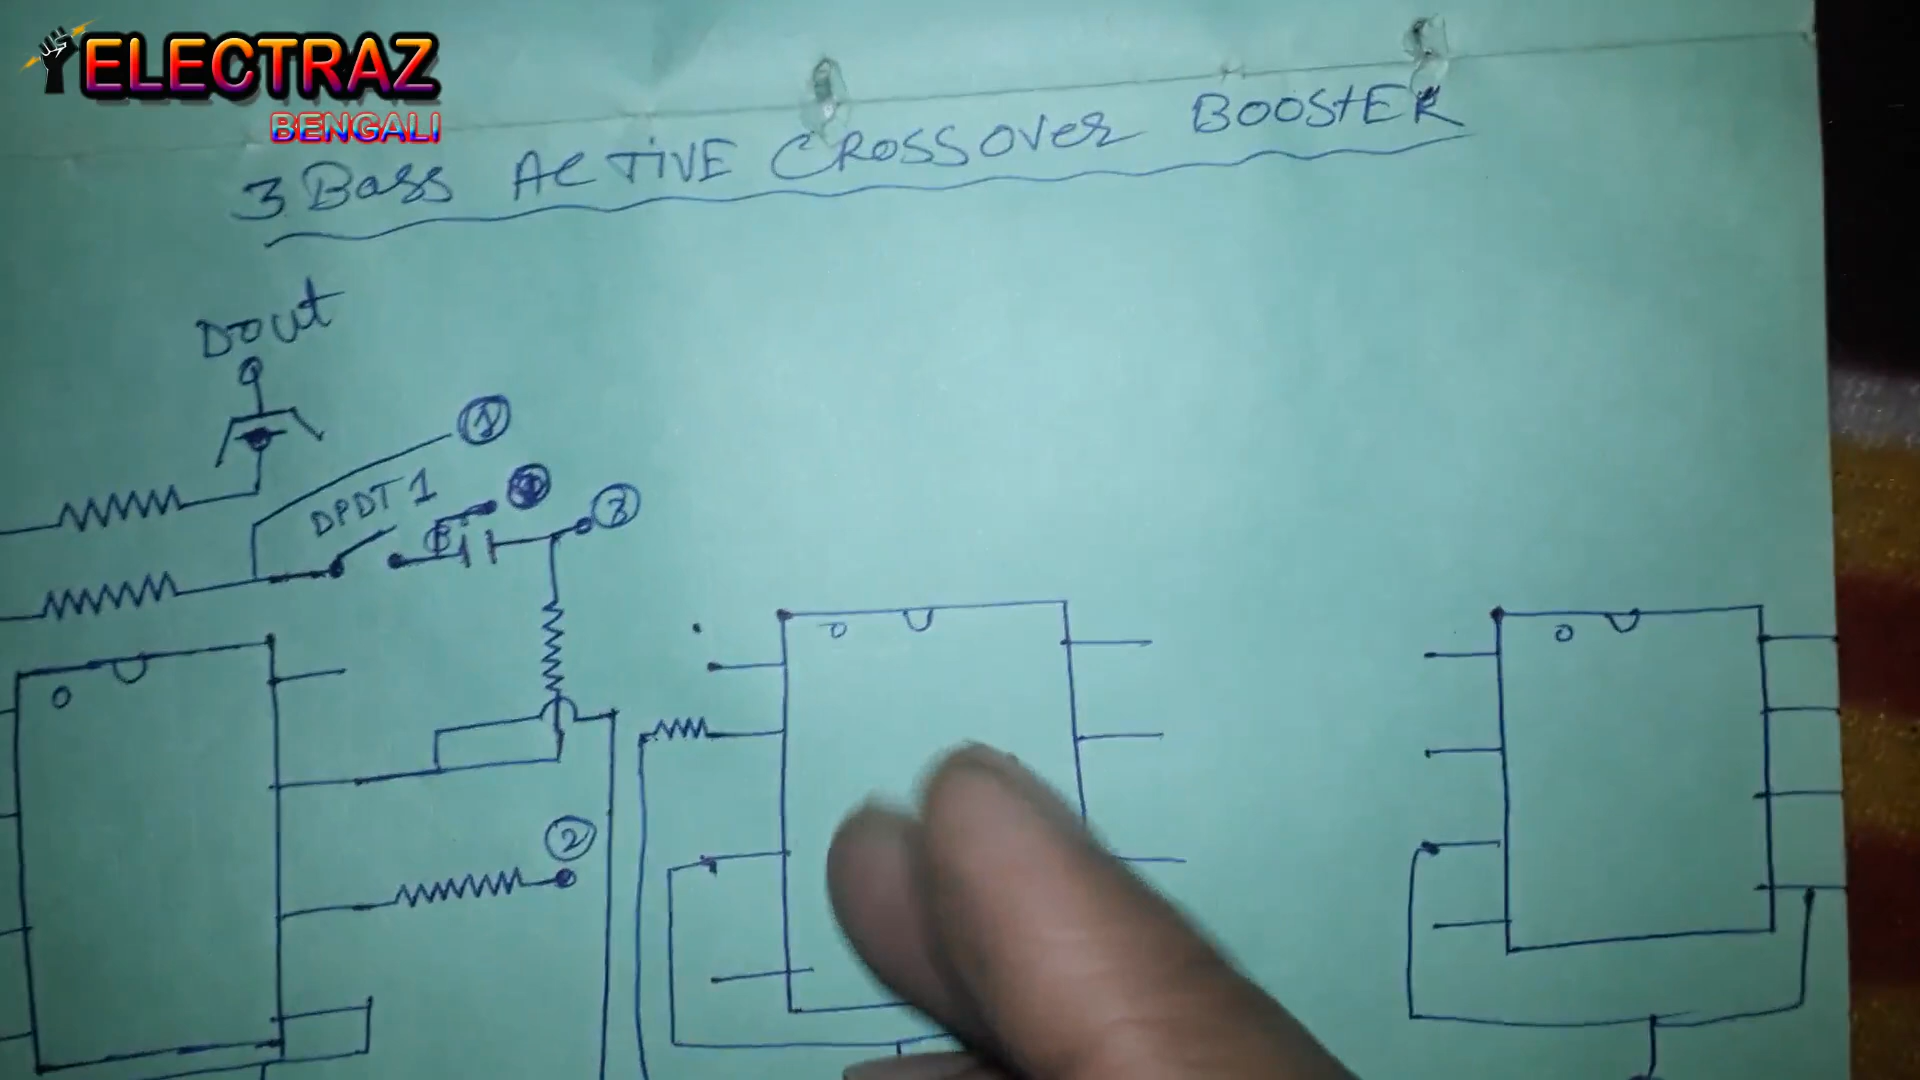 ELECTRAZ
BENGALI
3 Bass ACTIVE CROSSOVer BOOStER
Dout
1
DPDT 1
3
2